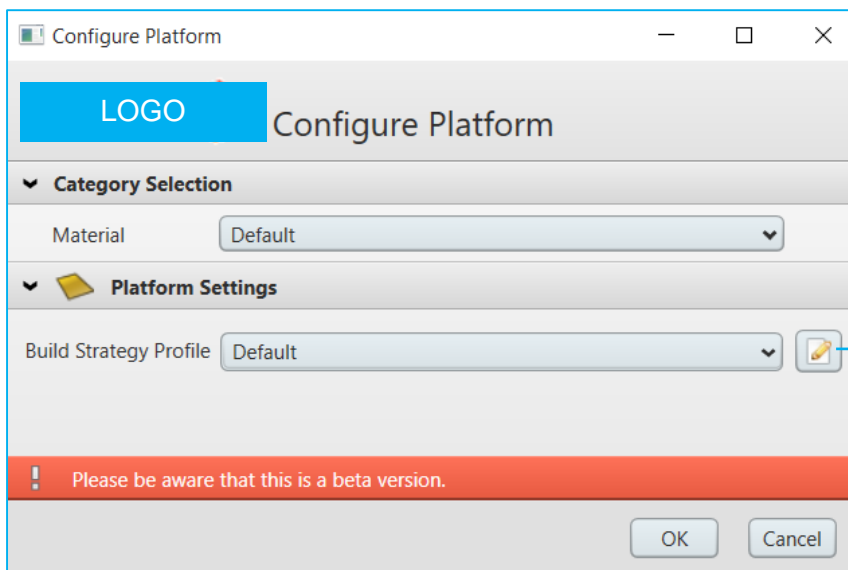 Configure Platform
LOGO
Configure Platform
Category Selection
Material Default
Platform Settings
Build Strategy Profile Default
Please be aware that this is a beta version.
OK Cancel